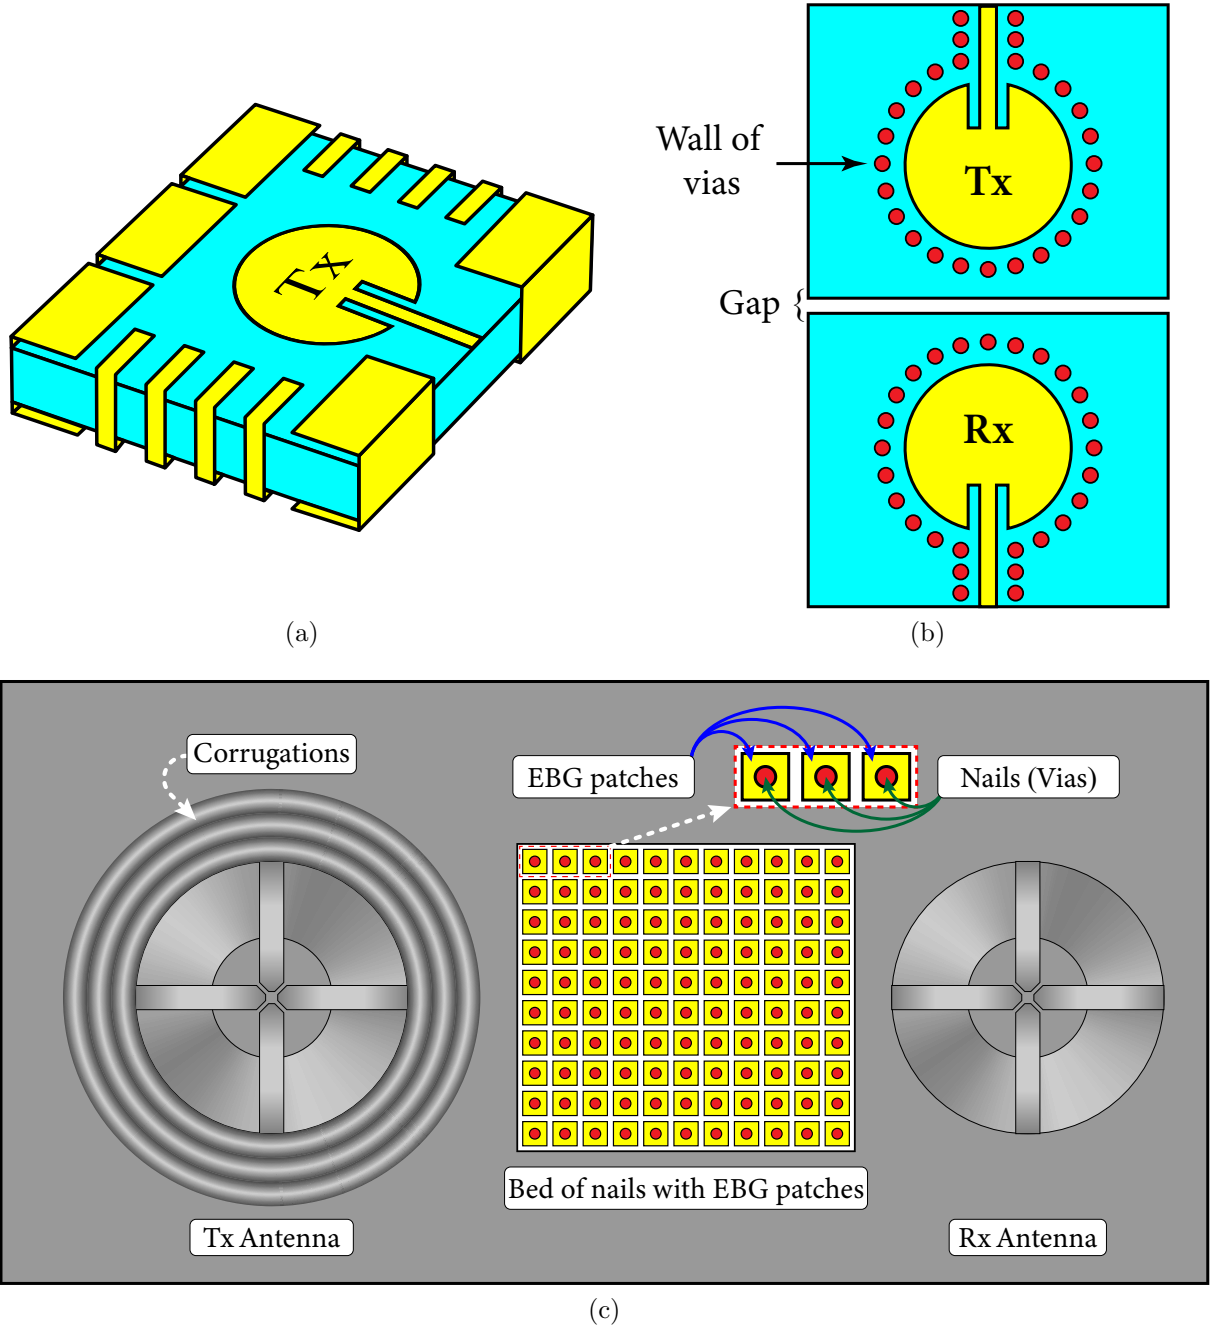 Tx
(a)
Wall of
vias
Tx
Gap {
Rx
(b)
Corrugations
EBG patches
Nails (Vias)
Bed of nails with EBG patches
Tx Antenna
Rx Antenna
(c)